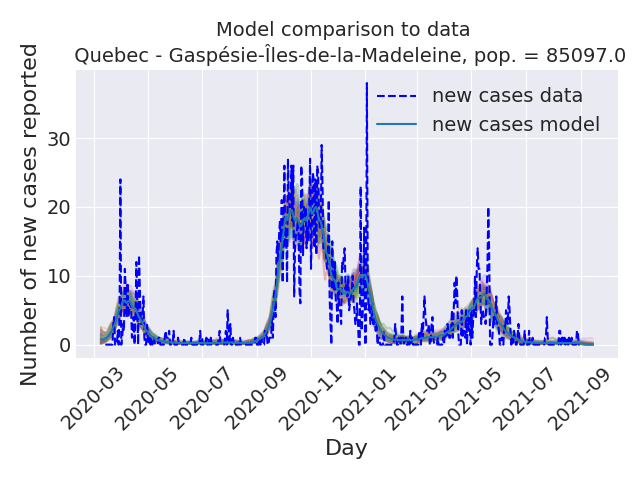 Model comparison to data
Quebec - Gaspésie-Îles-de-la-Madeleine, pop. = 85097.0
Number of new cases reported
30
20
10
0
new cases data
new cases model
2020-03
2020-05
2020-07
2020-09
2020-11
2021-01
2021-03
2021-05
2021-07
2021-09
Day